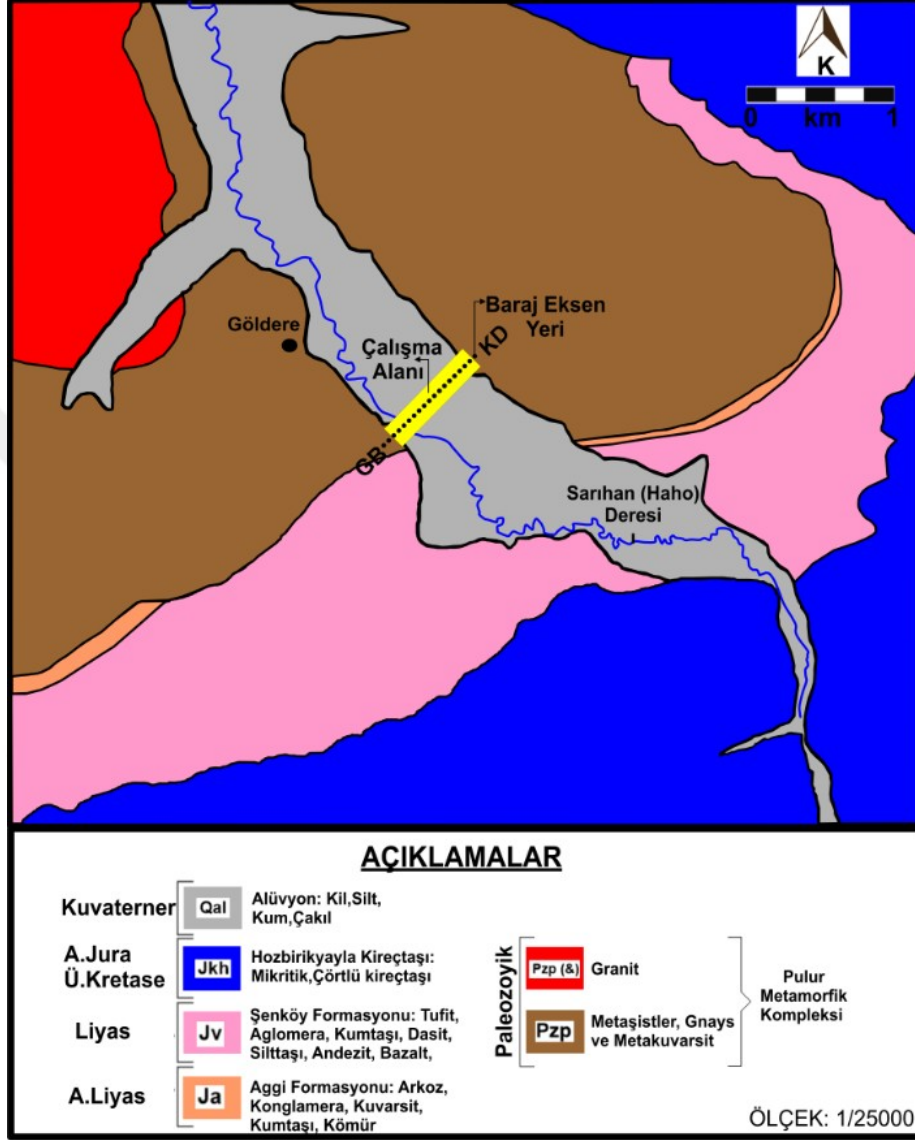 K
0 km 1
Baraj Eksen
Yeri
KD
Göldere
Çalışma
Alanı
GB
Sarıhan (Haho)
Deresi
AÇIKLAMALAR
Kuvaterner
Qal
Alüvyon: Kil,Silt,
Kum,Çakıl
A.Jura
Ü.Kretase
Jkh
Hozbirikyayla Kireçtaşı:
Mikritik,Çörtlü kireçtaşı
Liyas
Jv
Şenköy Formasyonu: Tufit,
Aglomera, Kumtaşı, Dasit,
Silttaşı, Andezit, Bazalt,
A.Liyas
Ja
Aggi Formasyonu: Arkoz,
Konglamera, Kuvarsit,
Kumtaşı, Kömür
Paleozoyik
Pzp (&)
Granit
Pzp
Metaşistler, Gnays
ve Metakuvarsit
Pulur
Metamorfik
Kompleksi
ÖLÇEK: 1/25000